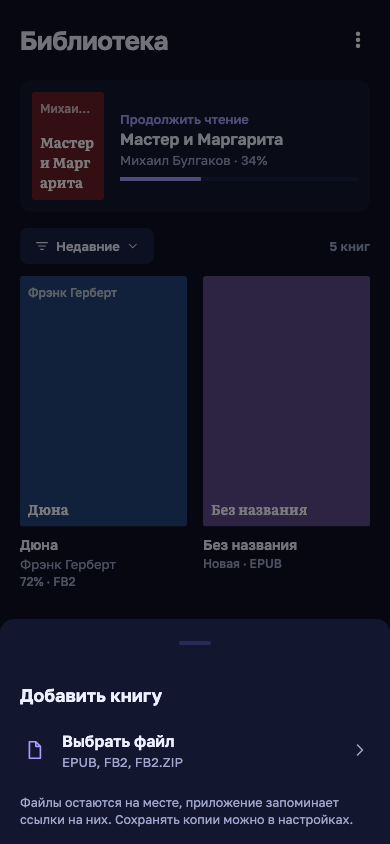 Библиотека
Михаи...
Мастер
и Марг
арита
Продолжить чтение
Мастер и Маргарита
Михаил Булгаков · 34%
Недавние
5 книг
Фрэнк Герберт
Дюна
Без названия
Дюна
Фрэнк Герберт
72% · FB2
Без названия
Новая · EPUB
Добавить книгу
Выбрать файл
EPUB, FB2, FB2.ZIP
Файлы остаются на месте, приложение запоминает
ссылки на них. Сохранять копии можно в настройках.